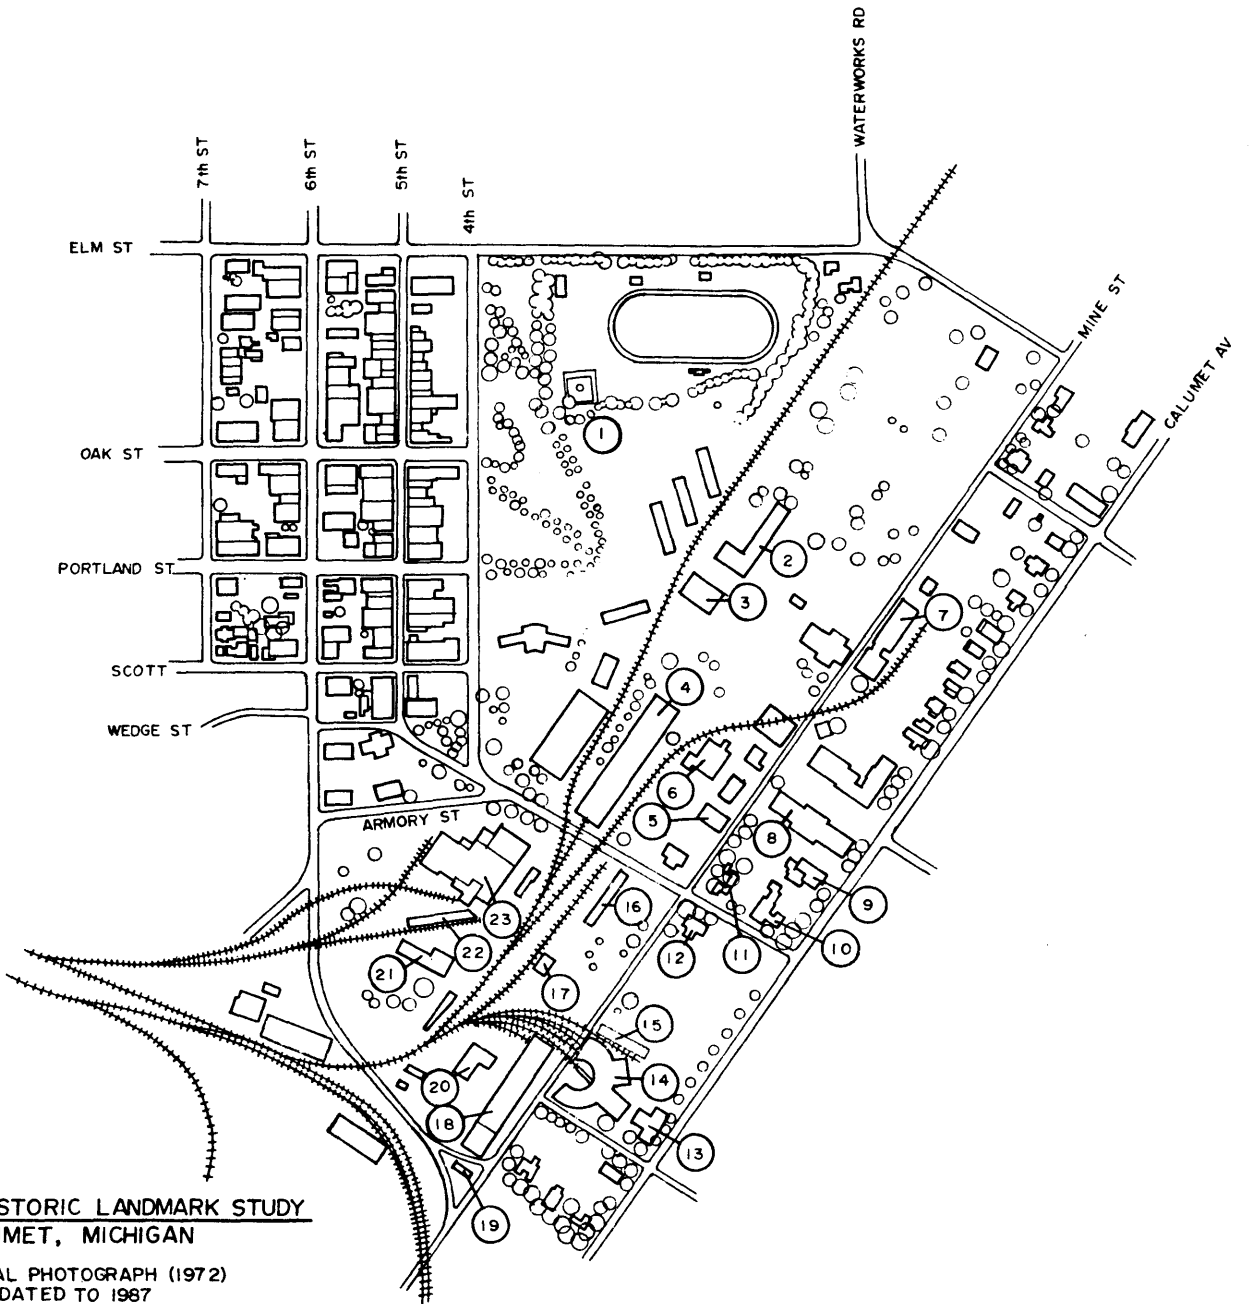 WATERWORKS RD
7th ST
6th ST
5th ST
4th ST
ELM ST
MINE ST
CALUMET AV
OAK ST
1
2
PORTLAND ST
3
7
SCOTT
4
WEDGE ST
6
5
ARMORY ST
8
9
16
23
22
12
11
10
21
17
15
20
14
18
13
19
STORIC LANDMARK STUDY
MET, MICHIGAN
AL PHOTOGRAPH (1972)
DATED TO 1987